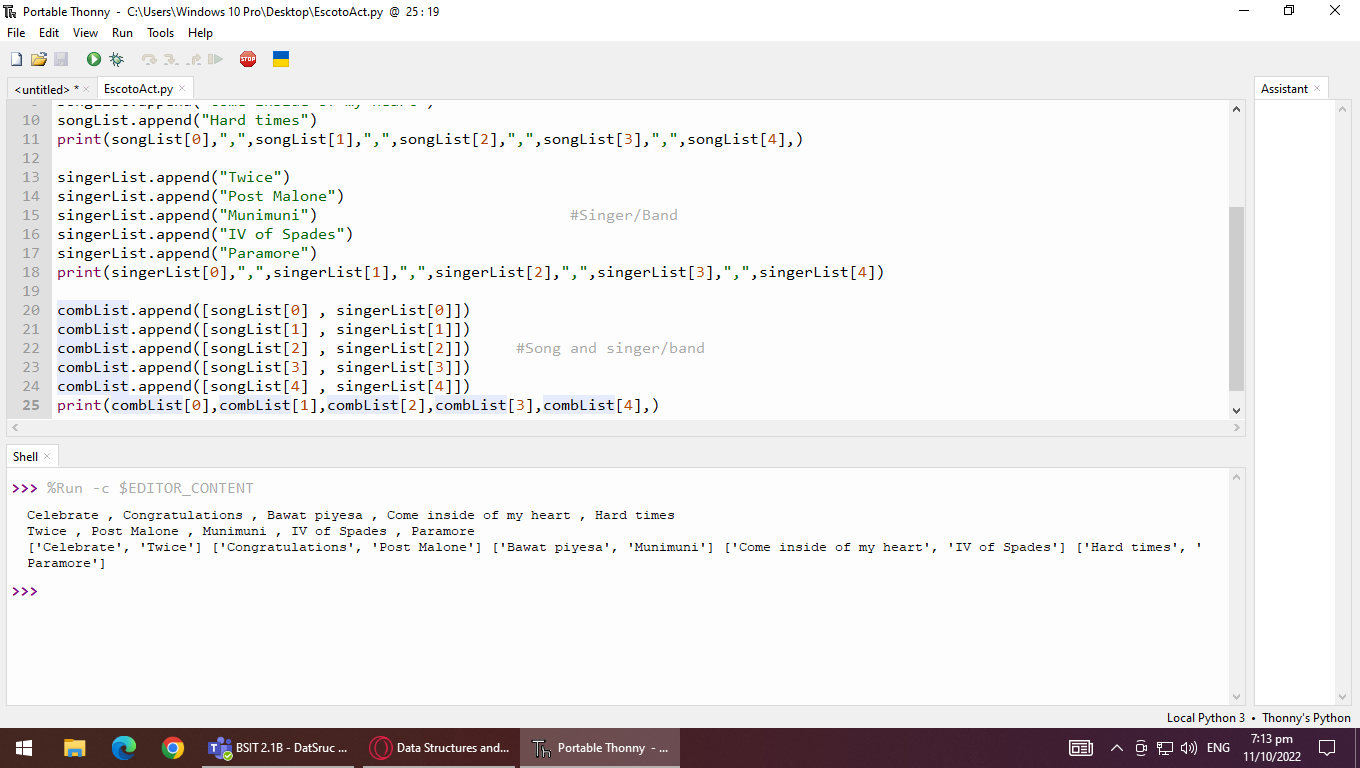 Portable Thonny - C:\Users\Windows 10 Pro\Desktop\EscotoAct.py @ 25 : 19
File Edit View Run Tools Help
STOP
<untitled> * × EscotoAct.py ×
Assistant ×
10 songList.append("Hard times")
11 print(songList[0],",",songList[1],",",songList[2],",",songList[3],",",songList[4],)
12
13 singerList.append("Twice")
14 singerList.append("Post Malone")
15 singerList.append("Munimuni") #Singer/Band
16 singerList.append("IV of Spades")
17 singerList.append("Paramore")
18 print(singerList[0],",",singerList[1],",",singerList[2],",",singerList[3],",",singerList[4])
19
20 combList.append([songList[0] , singerList[0]])
21 combList.append([songList[1] , singerList[1]])
22 combList.append([songList[2] , singerList[2]]) #Song and singer/band
23 combList.append([songList[3] , singerList[3]])
24 combList.append([songList[4] , singerList[4]])
25 print(combList[0],combList[1],combList[2],combList[3],combList[4],)
Shell ×
>>> %Run -c $EDITOR_CONTENT
Celebrate , Congratulations , Bawat piyesa , Come inside of my heart , Hard times
Twice , Post Malone , Munimuni , IV of Spades , Paramore
['Celebrate', 'Twice'] ['Congratulations', 'Post Malone'] ['Bawat piyesa', 'Munimuni'] ['Come inside of my heart', 'IV of Spades'] ['Hard times', '
Paramore']
>>>
Local Python 3 • Thonny's Python
BSIT 2.1B - DatSruc ... Data Structures and... Portable Thonny - ... ENG 7:13 pm
11/10/2022